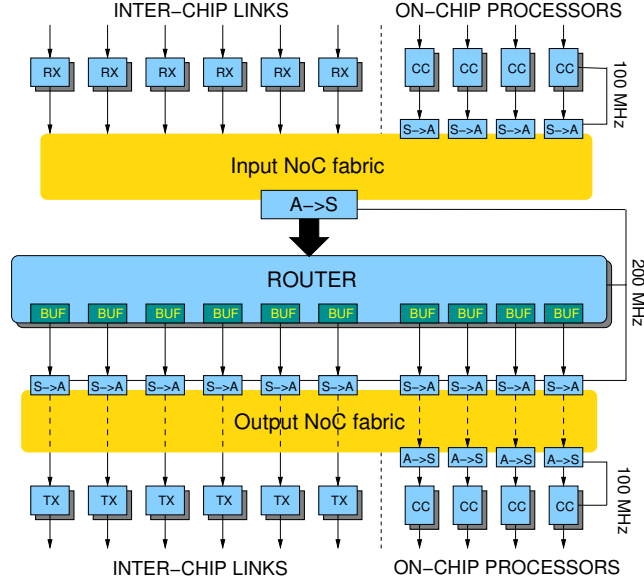 INTER-CHIP LINKS ON-CHIP PROCESSORS
RX RX RX RX RX RX CC CC CC CC
100 MHz
S->A S->A S->A S->A
Input NoC fabric
A->S
ROUTER
200 MHz
BUF BUF BUF BUF BUF BUF BUF BUF BUF BUF
S->A S->A S->A S->A S->A S->A S->A S->A S->A S->A
Output NoC fabric
A->S A->S A->S A->S
100 MHz
TX TX TX TX TX TX CC CC CC CC
INTER-CHIP LINKS ON-CHIP PROCESSORS